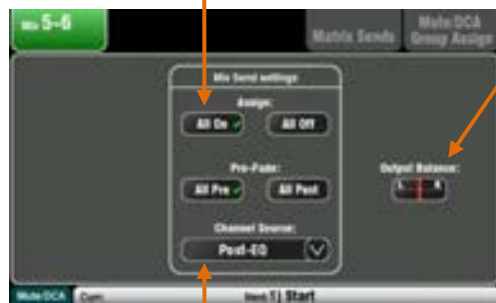 Mix 5-6
Matrix Sends
Mute/DCA
Group Assign
Mix Send settings
Assign:
All On
All Off
Pre-Fade:
All Pre
All Post
Output Balance:
L R
Channel Source:
Post-EQ
Mute/DCA
Start